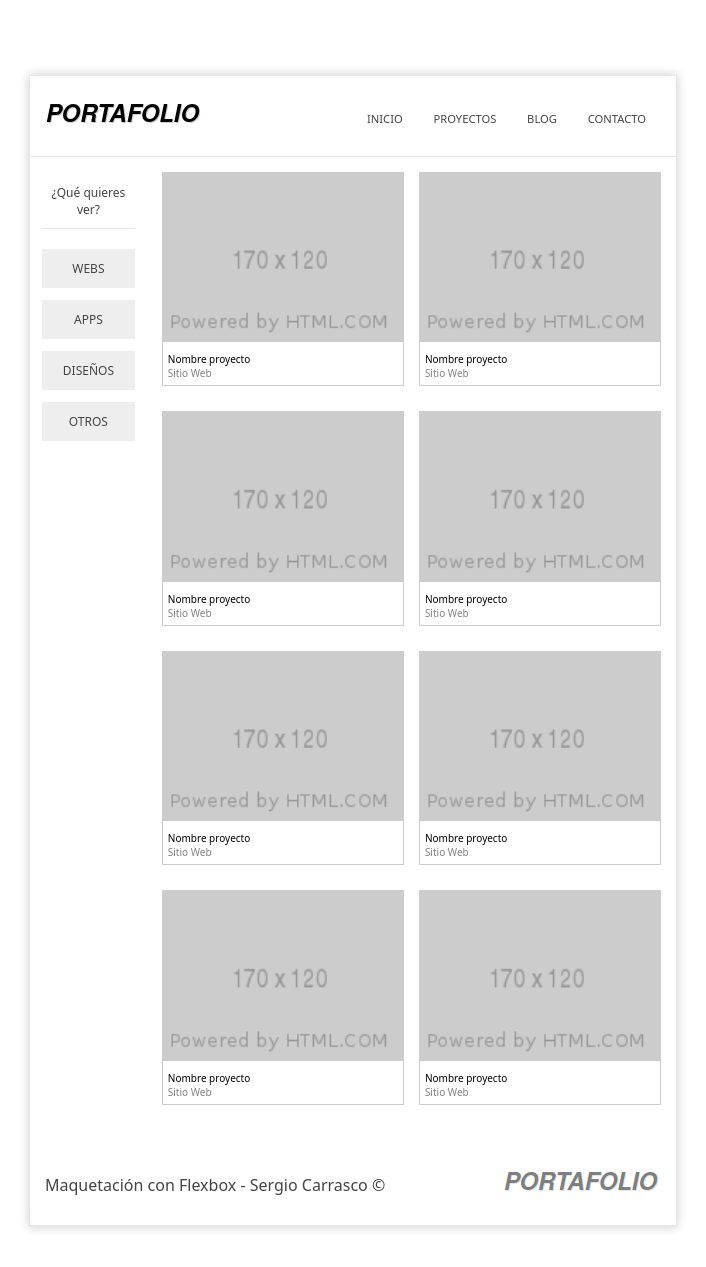 PORTAFOLIO
INICIO PROYECTOS BLOG CONTACTO
¿Qué quieres
ver?
WEBS
APPS
DISEÑOS
OTROS
170 x 120 170 x 120
Powered by HTML.COM Powered by HTML.COM
Nombre proyecto Nombre proyecto
Sitio Web Sitio Web
170 x 120 170 x 120
Powered by HTML.COM Powered by HTML.COM
Nombre proyecto Nombre proyecto
Sitio Web Sitio Web
170 x 120 170 x 120
Powered by HTML.COM Powered by HTML.COM
Nombre proyecto Nombre proyecto
Sitio Web Sitio Web
170 x 120 170 x 120
Powered by HTML.COM Powered by HTML.COM
Nombre proyecto Nombre proyecto
Sitio Web Sitio Web
Maquetación con Flexbox - Sergio Carrasco © PORTAFOLIO